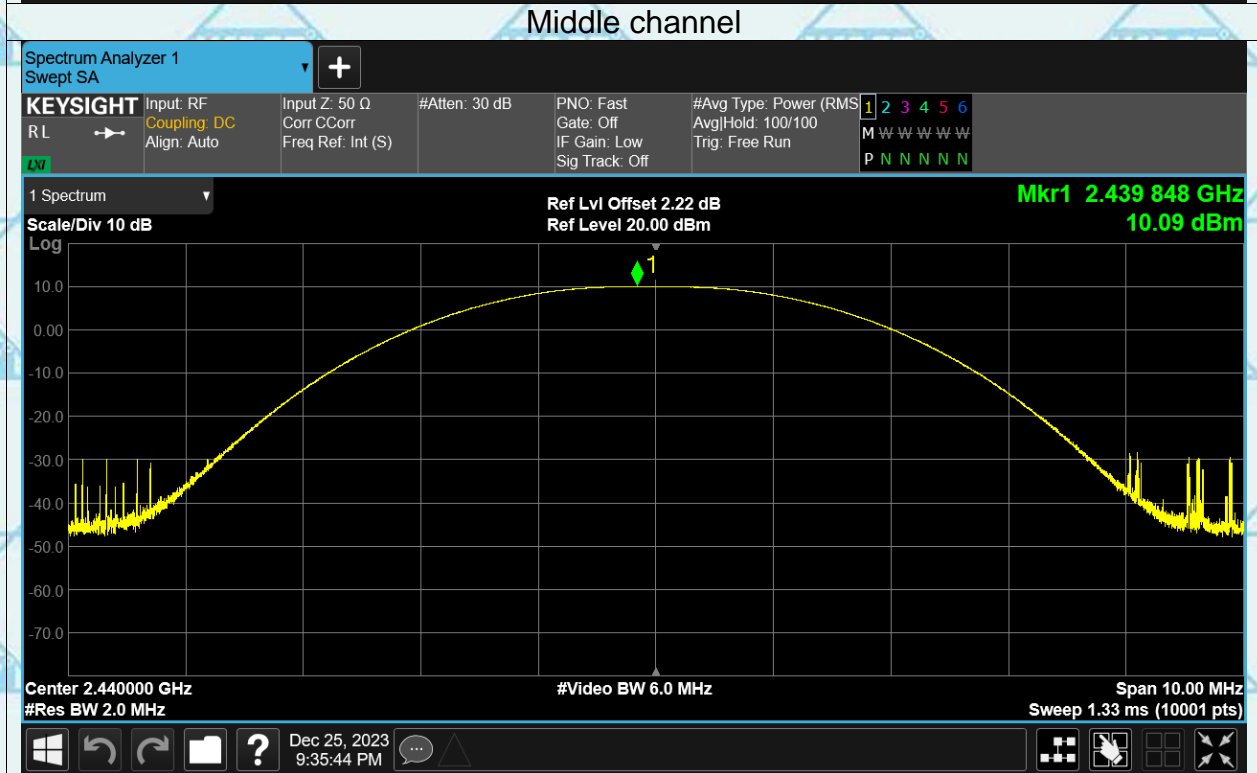 Middle channel
Spectrum Analyzer 1
Swept SA
KEYSIGHT
R L
LXI
Input: RF
Coupling: DC
Align: Auto
Input Z: 50 Ω
Corr CCorr
Freq Ref: Int (S)
#Atten: 30 dB
PNO: Fast
Gate: Off
IF Gain: Low
Sig Track: Off
#Avg Type: Power (RMS
Avg|Hold: 100/100
Trig: Free Run
1 2 3 4 5 6
M W W W W W W
P N N N N N
1 Spectrum
Scale/Div 10 dB
Log
Ref Lvl Offset 2.22 dB
Ref Level 20.00 dBm
Mkr1 2.439 848 GHz
10.09 dBm
1
10.0
0.00
-10.0
-20.0
-30.0
-40.0
-50.0
-60.0
-70.0
Center 2.440000 GHz
#Res BW 2.0 MHz
#Video BW 6.0 MHz
Span 10.00 MHz
Sweep 1.33 ms (10001 pts)
?
Dec 25, 2023
9:35:44 PM